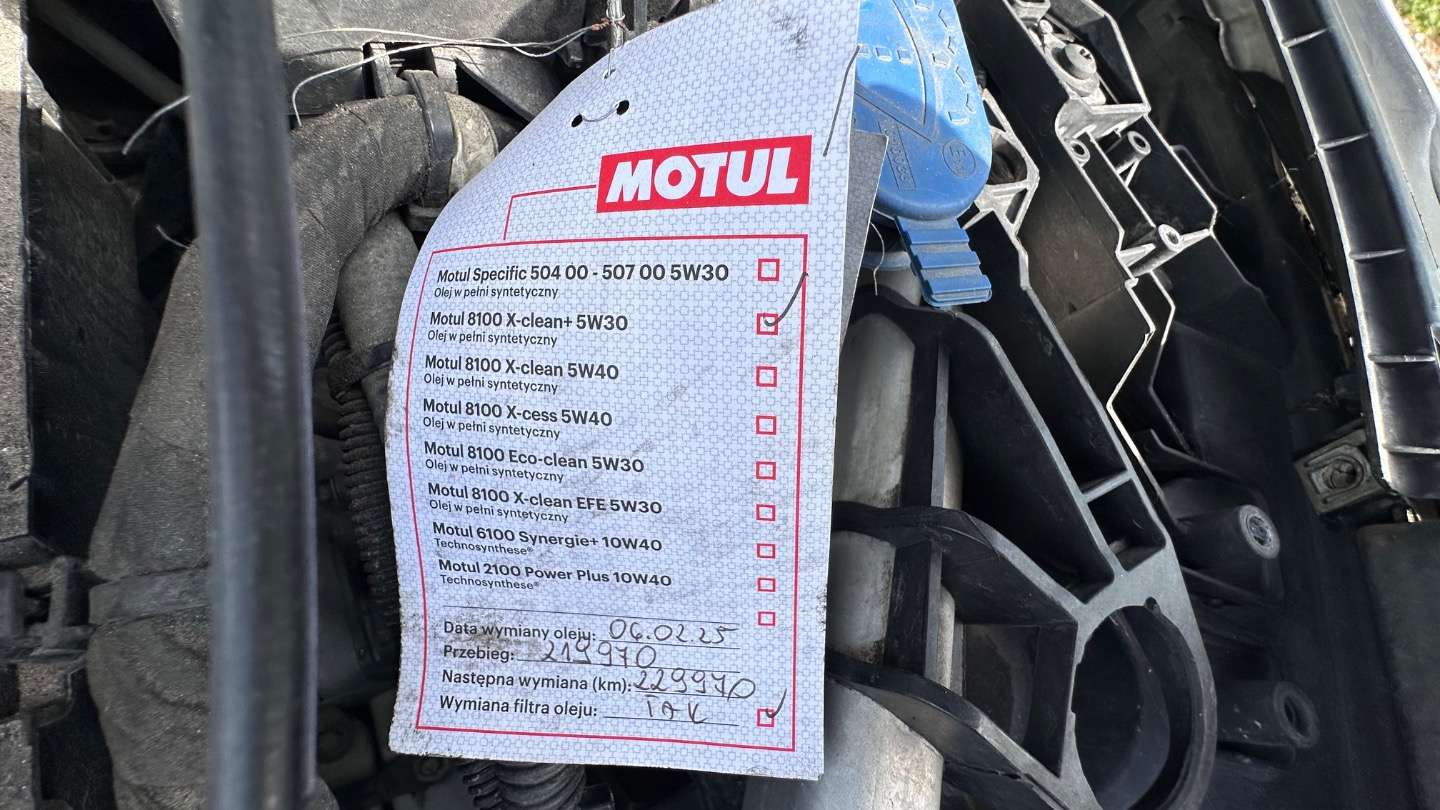 MOTUL
Motul Specific 504 00 - 507 00 5W30
Olej w pełni syntetyczny
Motul 8100 X-clean+ 5W30
Olej w pełni syntetyczny
Motul 8100 X-clean 5W40
Olej w pełni syntetyczny
Motul 8100 X-cess 5W40
Olej w pełni syntetyczny
Motul 8100 Eco-clean 5W30
Olej w pełni syntetyczny
Motul 8100 X-clean EFE 5W30
Olej w pełni syntetyczny
Motul 6100 Synergie+ 10W40
Technosynthese®
Motul 2100 Power Plus 10W40
Technosynthese®
Data wymiany oleju: 06.02.25
Przebieg: 219970
Następna wymiana (km): 229970
Wymiana filtra oleju: TAK